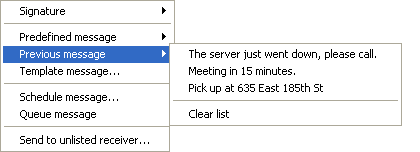 Signature
Predefined message
Previous message
Template message...
Schedule message...
Queue message
Send to unlisted receiver...
The server just went down, please call.
Meeting in 15 minutes.
Pick up at 635 East 185th St
Clear list